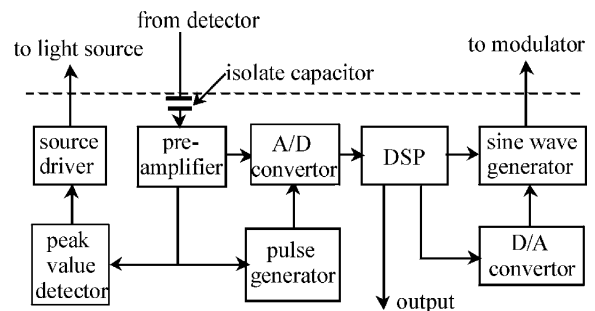 from detector
to light source
to modulator
isolate capacitor
source
driver
pre-
amplifier
A/D
convertor
DSP
sine wave
generator
peak
value
detector
pulse
generator
D/A
convertor
output